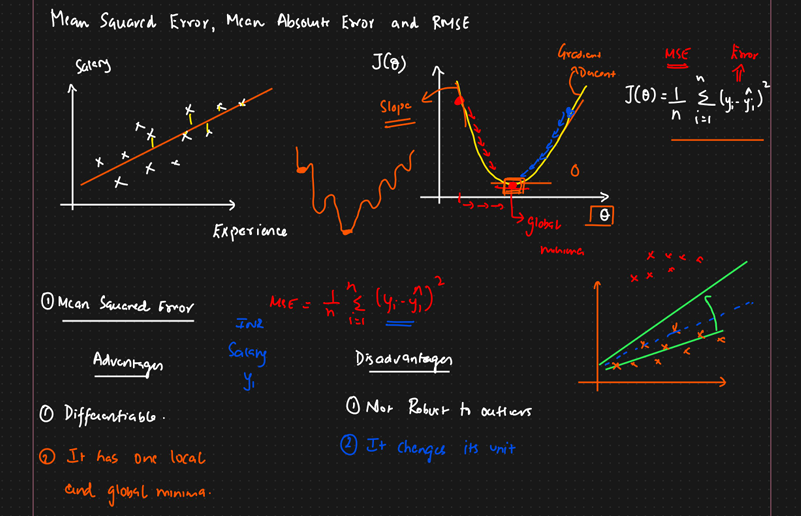 Mean Squared Error, Mean Absolute Error and RMSE
Salary
Experience
J(θ)
Slope
Gradient
Descent
0
θ
global
minima
MSE
Error
J(θ) = 1/n Σ i=1 n (yi - ŷi)²
① Mean Squared Error
MSE = 1/n Σ i=1 n (yi - ŷi)²
INR
Salary
yi
Advantages
① Differentiable.
② It has one local
and global minima.
Disadvantages
① Not Robust to outliers
② It changes its unit